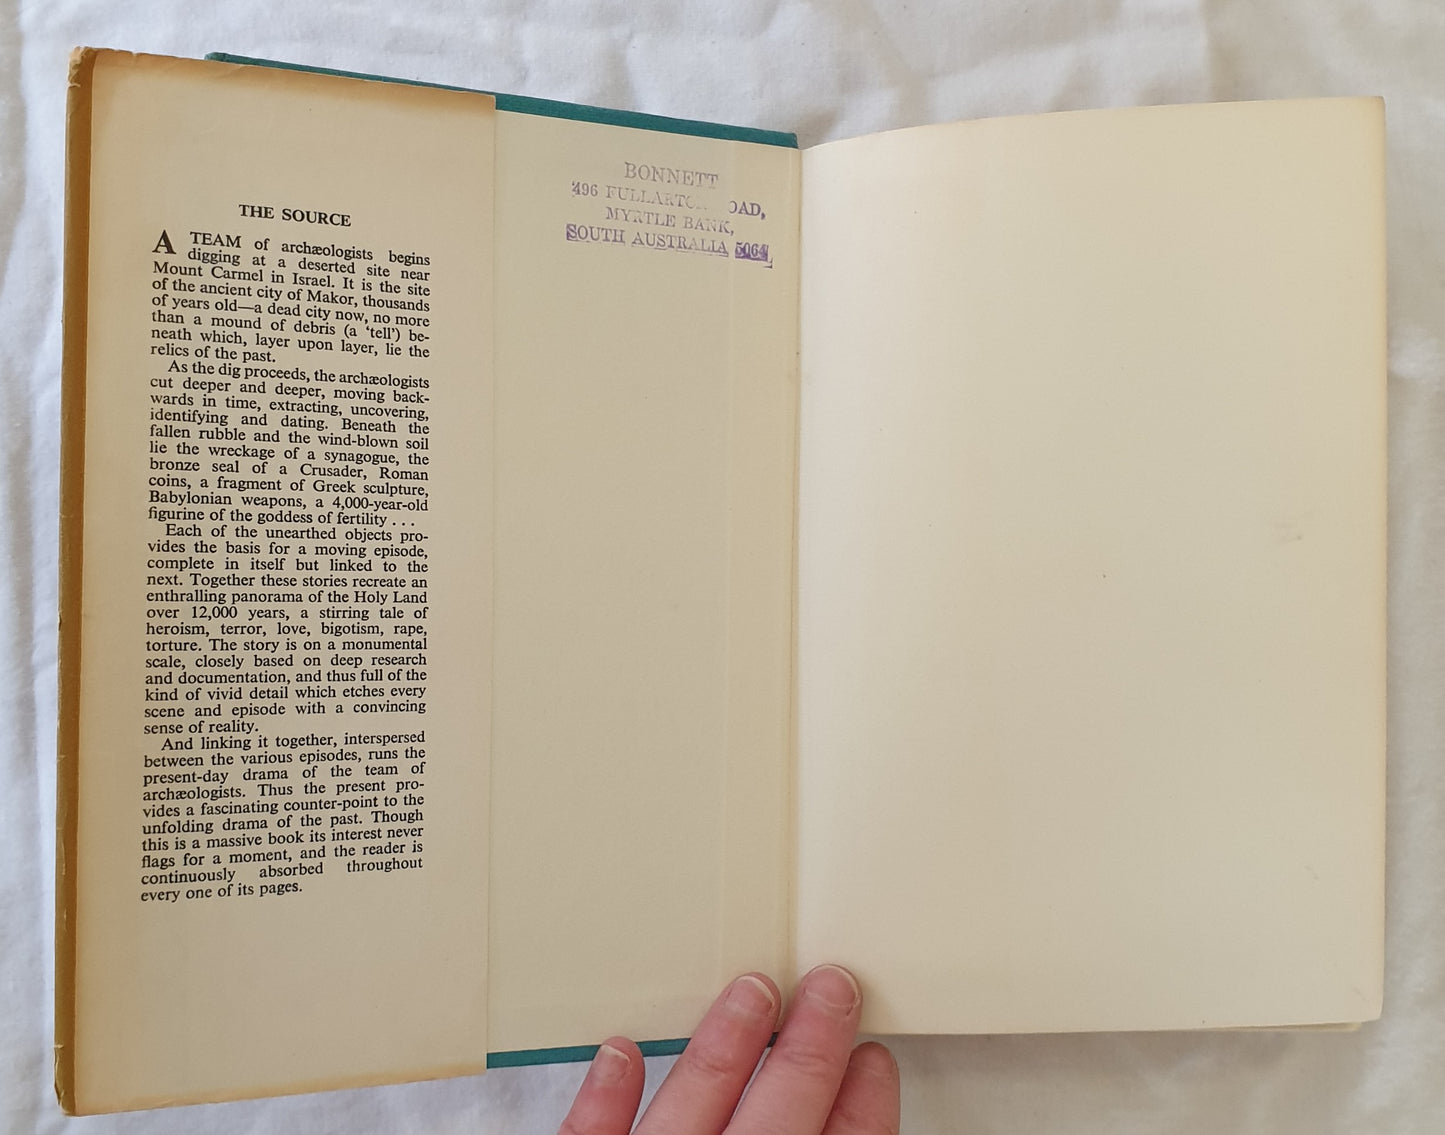 THE SOURCE
A TEAM of archæologists begins
digging at a deserted site near
Mount Carmel in Israel. It is the site
of the ancient city of Makor, thousands
of years old—a dead city now, no more
than a mound of debris (a ‘tell’) be-
neath which, layer upon layer, lie the
relics of the past.
As the dig proceeds, the archæologists
cut deeper and deeper, moving back-
wards in time, extracting, uncovering,
identifying and dating. Beneath the
fallen rubble and the wind-blown soil
lie the wreckage of a synagogue, the
bronze seal of a Crusader, Roman
coins, a fragment of Greek sculpture,
Babylonian weapons, a 4,000-year-old
figurine of the goddess of fertility . . .
Each of the unearthed objects pro-
vides the basis for a moving episode,
complete in itself but linked to the
next. Together these stories recreate an
enthralling panorama of the Holy Land
over 12,000 years, a stirring tale of
heroism, terror, love, bigotism, rape,
torture. The story is on a monumental
scale, closely based on deep research
and documentation, and thus full of the
kind of vivid detail which etches every
scene and episode with a convincing
sense of reality.
And linking it together, interspersed
between the various episodes, runs the
present-day drama of the team of
archæologists. Thus the present pro-
vides a fascinating counter-point to the
unfolding drama of the past. Though
this is a massive book its interest never
flags for a moment, and the reader is
continuously absorbed throughout
every one of its pages.
BONNETT
496 FULLARTON ROAD,
MYRTLE BANK,
SOUTH AUSTRALIA 5064